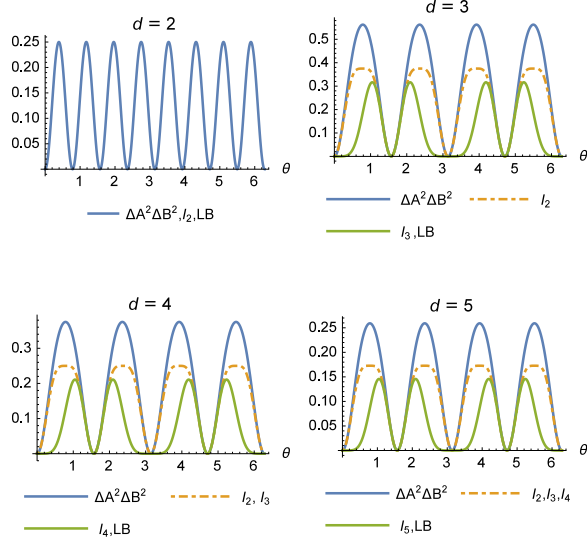 d = 2
0.25
0.20
0.15
0.10
0.05
1 2 3 4 5 6 θ
ΔA²ΔB², I₂, LB
d = 3
0.5
0.4
0.3
0.2
0.1
1 2 3 4 5 6 θ
ΔA²ΔB² I₂
I₃, LB
d = 4
0.3
0.2
0.1
1 2 3 4 5 6 θ
ΔA²ΔB² I₂, I₃
I₄, LB
d = 5
0.25
0.20
0.15
0.10
0.05
1 2 3 4 5 6 θ
ΔA²ΔB² I₂, I₃, I₄
I₅, LB